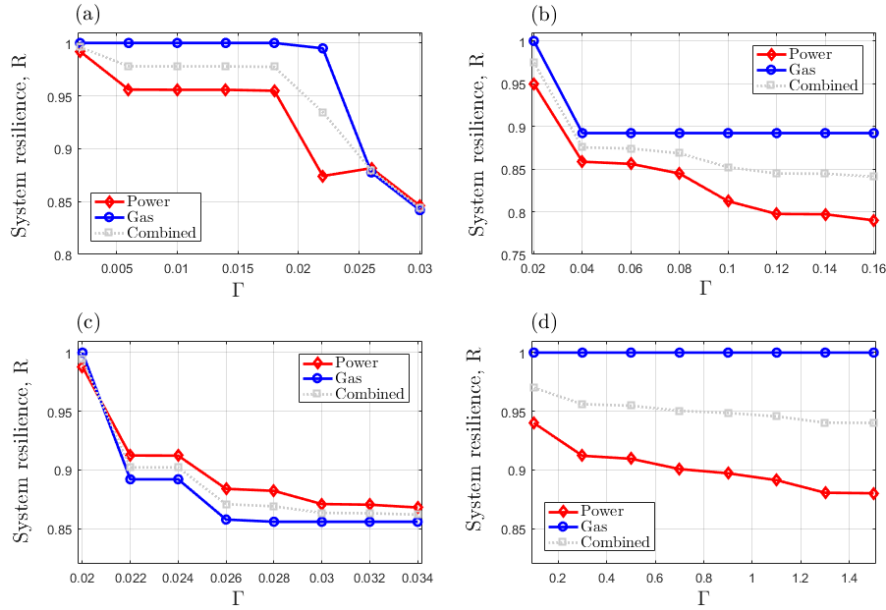 (a)
System resilience, R
1
0.95
0.9
0.85
0.8
Power
Gas
Combined
0.005 0.01 0.015 0.02 0.025 0.03
Γ
(b)
System resilience, R
1
0.95
0.9
0.85
0.8
0.75
Power
Gas
Combined
0.02 0.04 0.06 0.08 0.1 0.12 0.14 0.16
Γ
(c)
System resilience, R
1
0.95
0.9
0.85
Power
Gas
Combined
0.02 0.022 0.024 0.026 0.028 0.03 0.032 0.034
Γ
(d)
System resilience, R
1
0.95
0.9
0.85
Power
Gas
Combined
0.2 0.4 0.6 0.8 1 1.2 1.4
Γ